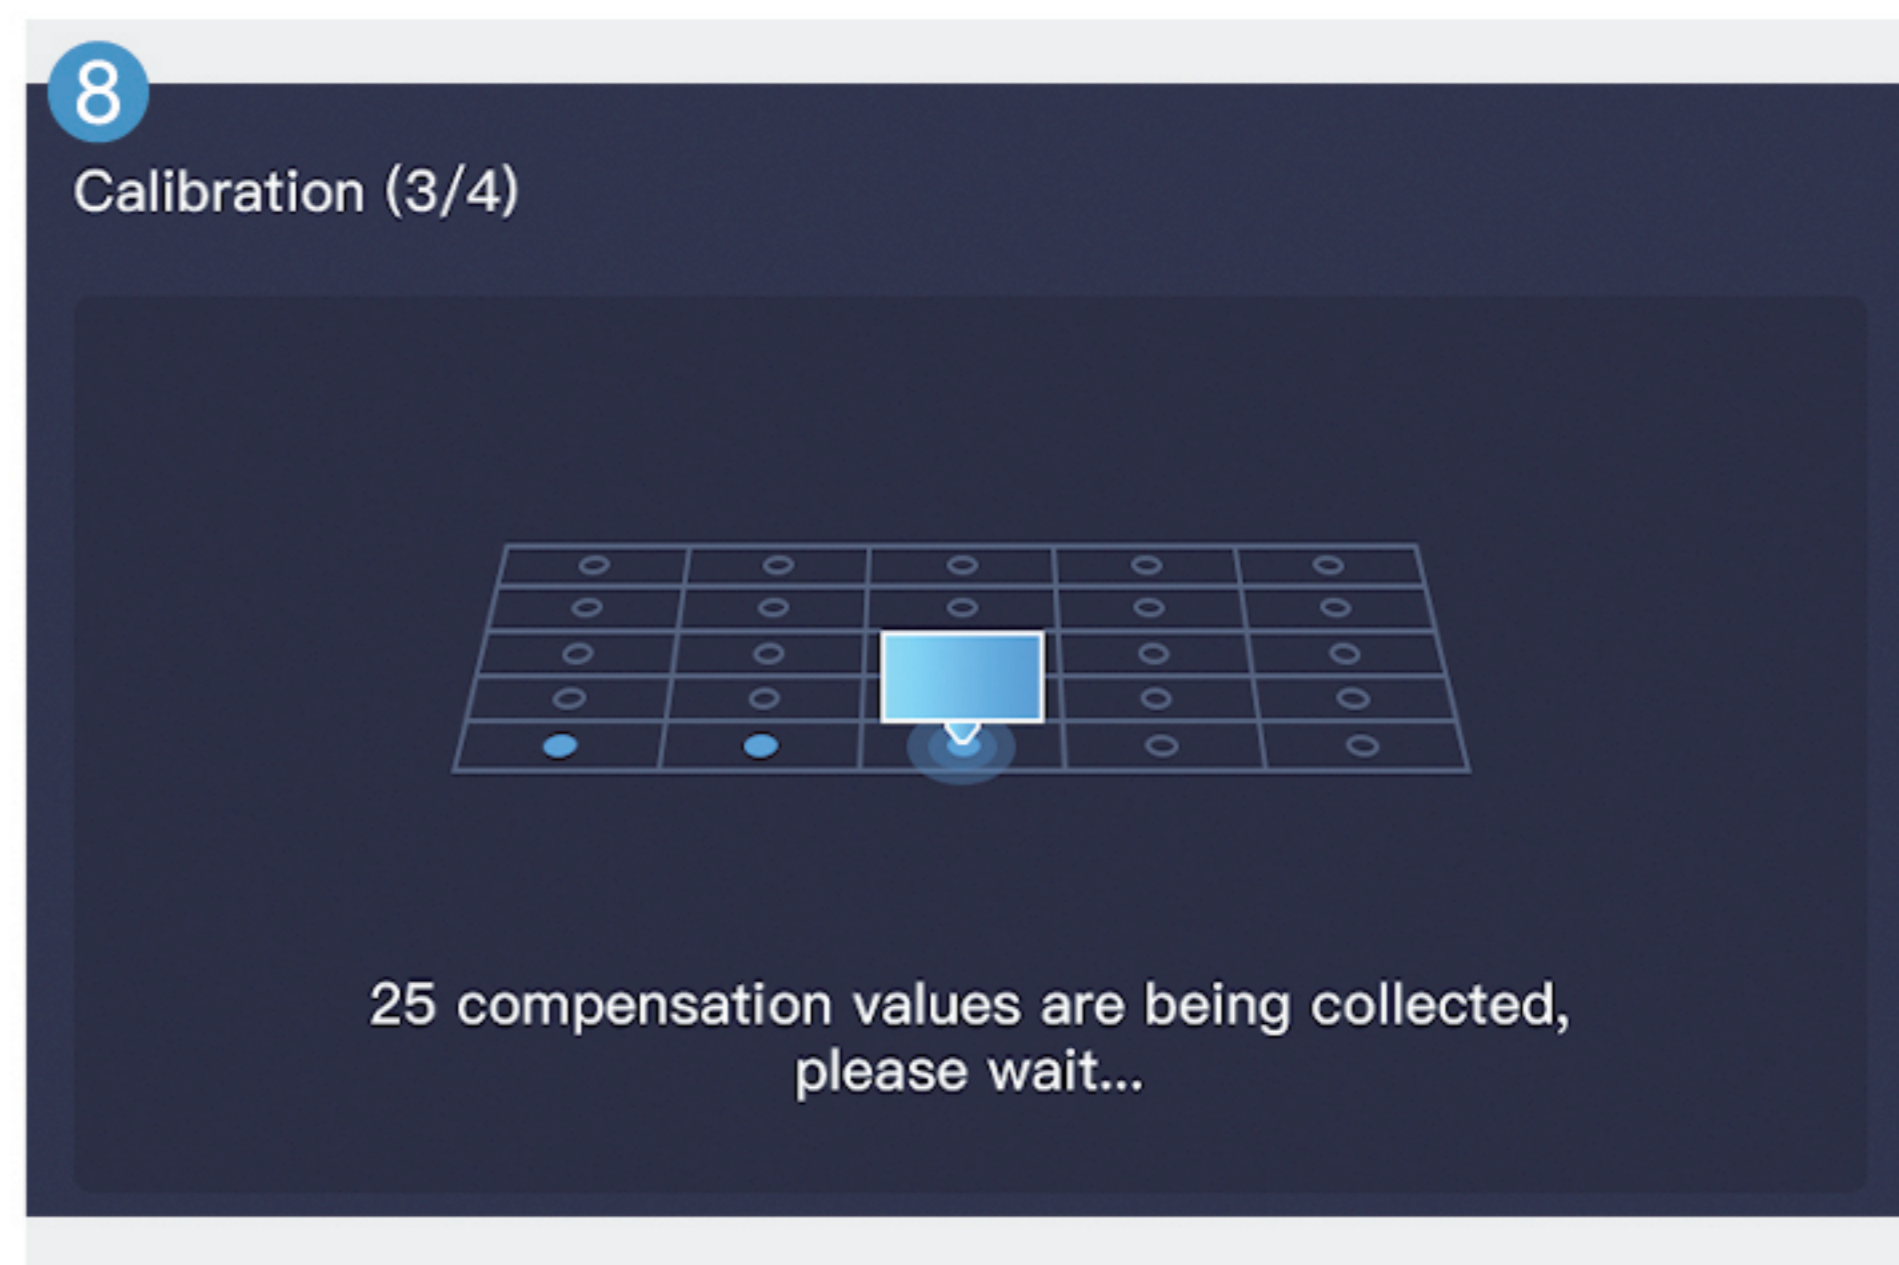 8
Calibration (3/4)
25 compensation values are being collected,
please wait...